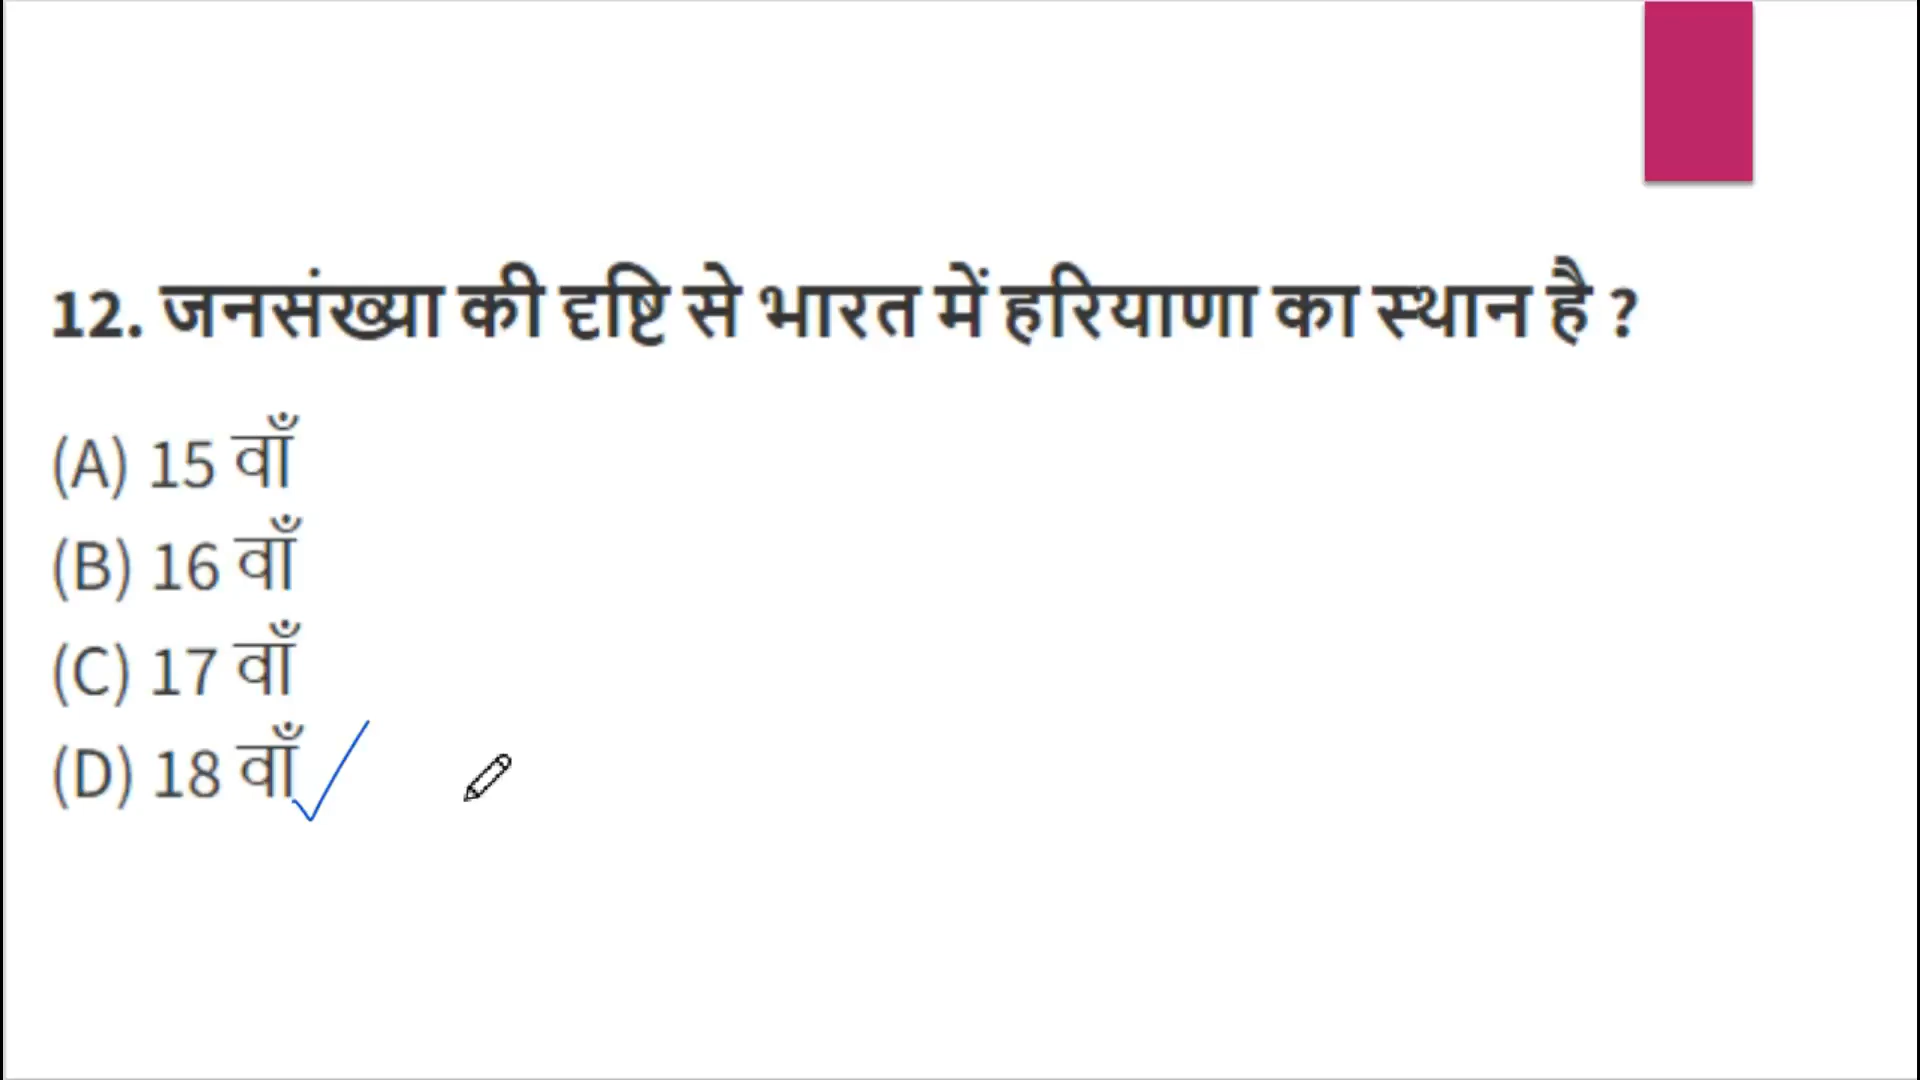 12. जनसंख्या की दृष्टि से भारत में हरियाणा का स्थान है ?
(A) 15 वाँ
(B) 16 वाँ
(C) 17 वाँ
(D) 18 वाँ